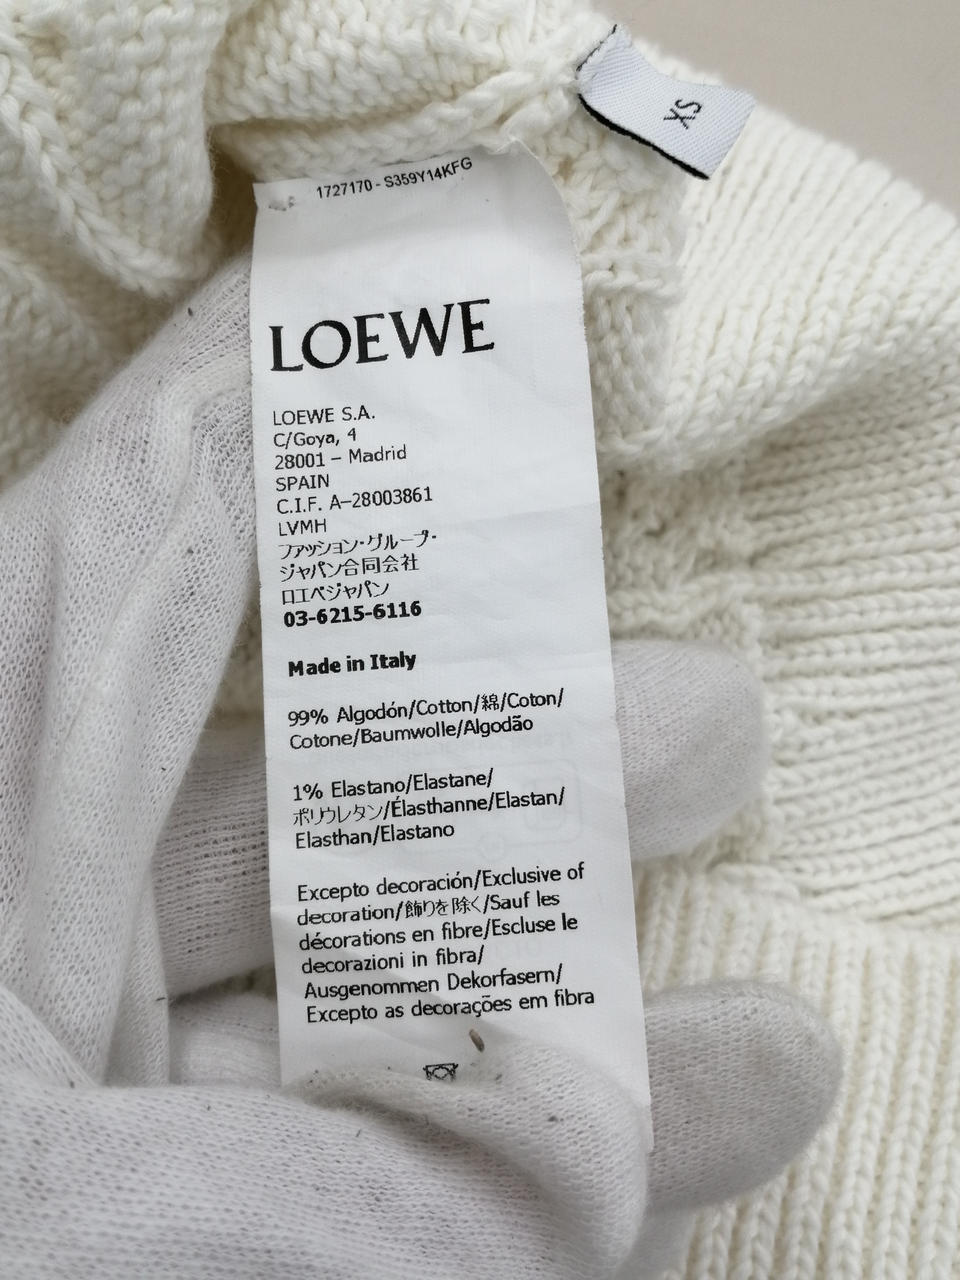 XS
1727170 - S359Y14KFG
LOEWE
LOEWE S.A.
C/Goya, 4
28001 – Madrid
SPAIN
C.I.F. A–28003861
LVMH
ファッション・グループ・
ジャパン合同会社
ロエベジャパン
03-6215-6116
Made in Italy
99% Algodón/Cotton/綿/Coton/
Cotone/Baumwolle/Algodão
1% Elastano/Elastane/
ポリウレタン/Élasthanne/Elastan/
Elasthan/Elastano
Excepto decoración/Exclusive of
decoration/飾りを除く/Sauf les
décorations en fibre/Escluse le
decorazioni in fibra/
Ausgenommen Dekorfasern/
Excepto as decorações em fibra